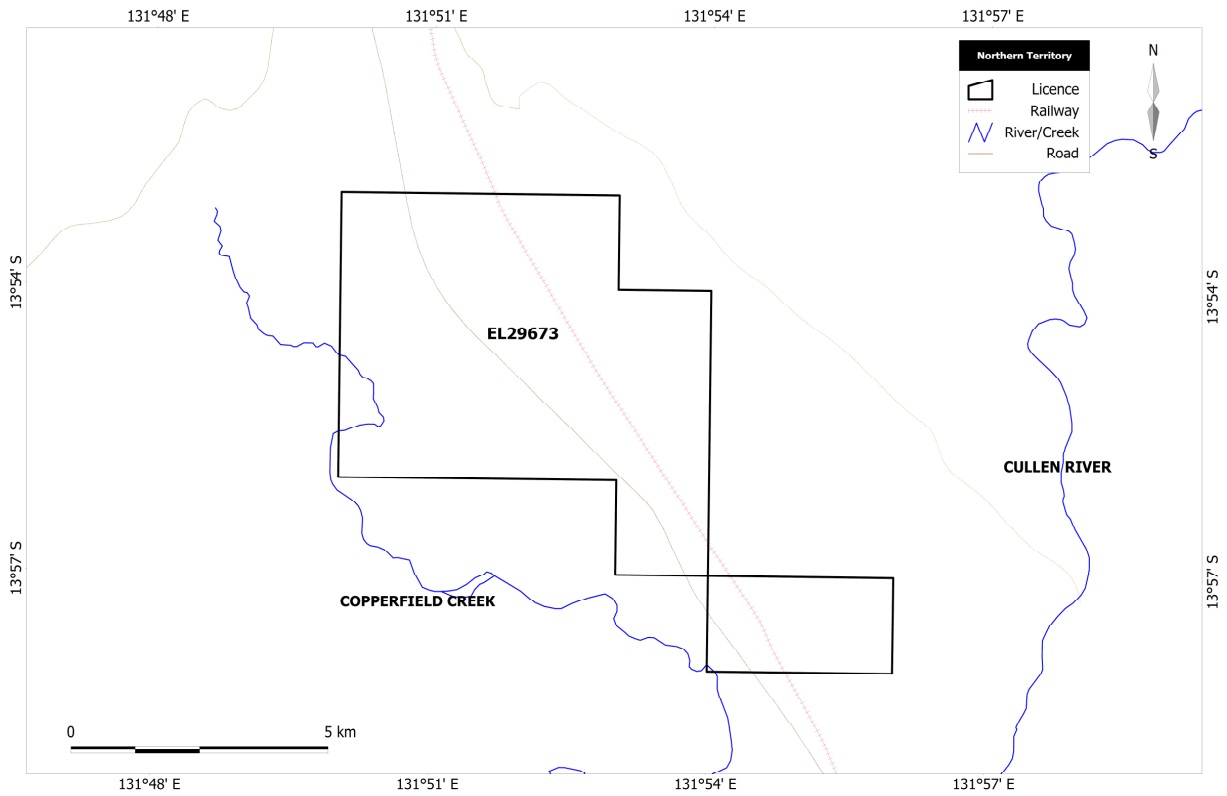 131°48' E
131°51' E
131°54' E
131°57' E
Northern Territory
Licence
Railway
River/Creek
Road
N
S
13°54' S
13°54' S
EL29673
CULLEN RIVER
13°57' S
13°57' S
COPPERFIELD CREEK
0
5 km
131°48' E
131°51' E
131°54' E
131°57' E